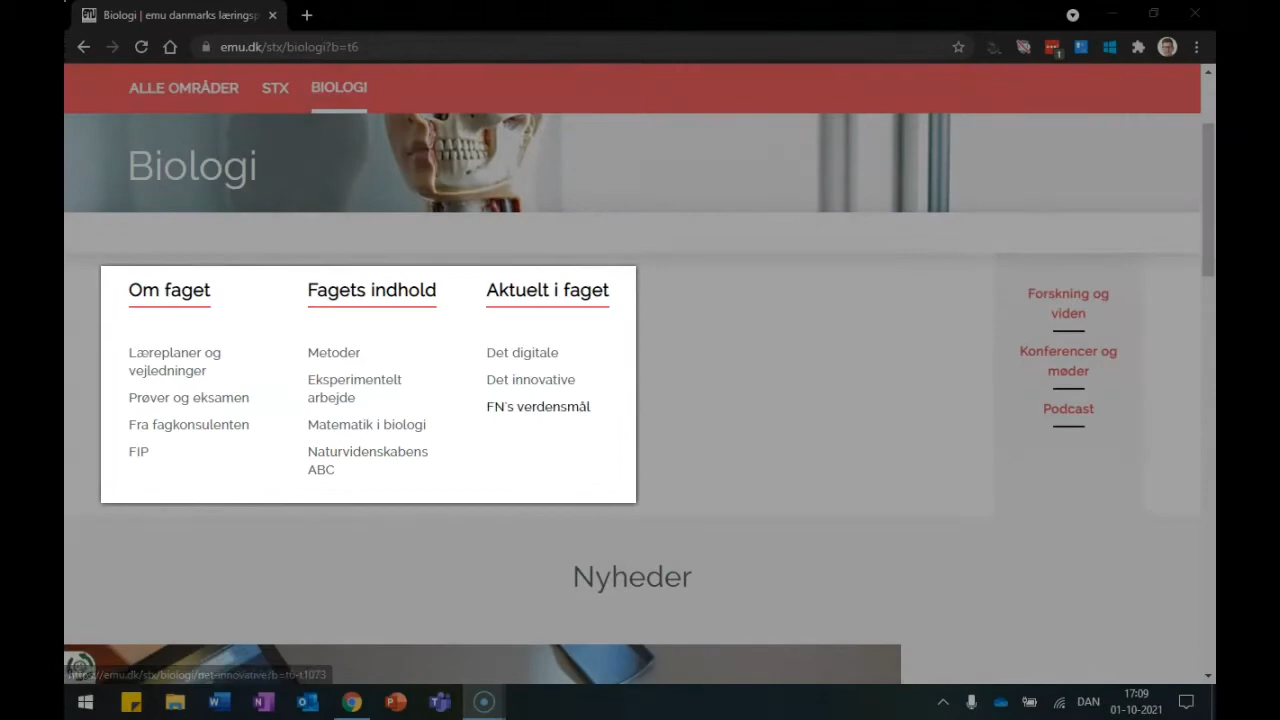 Biologi | emu danmarks lærings
emu.dk/stx/biologi?b=t6
1
ALLE OMRÅDER STX BIOLOGI
Biologi
Om faget
Læreplaner og
vejledninger
Prøver og eksamen
Fra fagkonsulenten
FIP
Fagets indhold
Metoder
Eksperimentelt
arbejde
Matematik i biologi
Naturvidenskabens
ABC
Aktuelt i faget
Det digitale
Det innovative
FN's verdensmål
Forskning og
viden
Konferencer og
møder
Podcast
Nyheder
https://emu.dk/stx/biologi/det-innovative?b=t6-t1073
DAN
17:09
01-10-2021